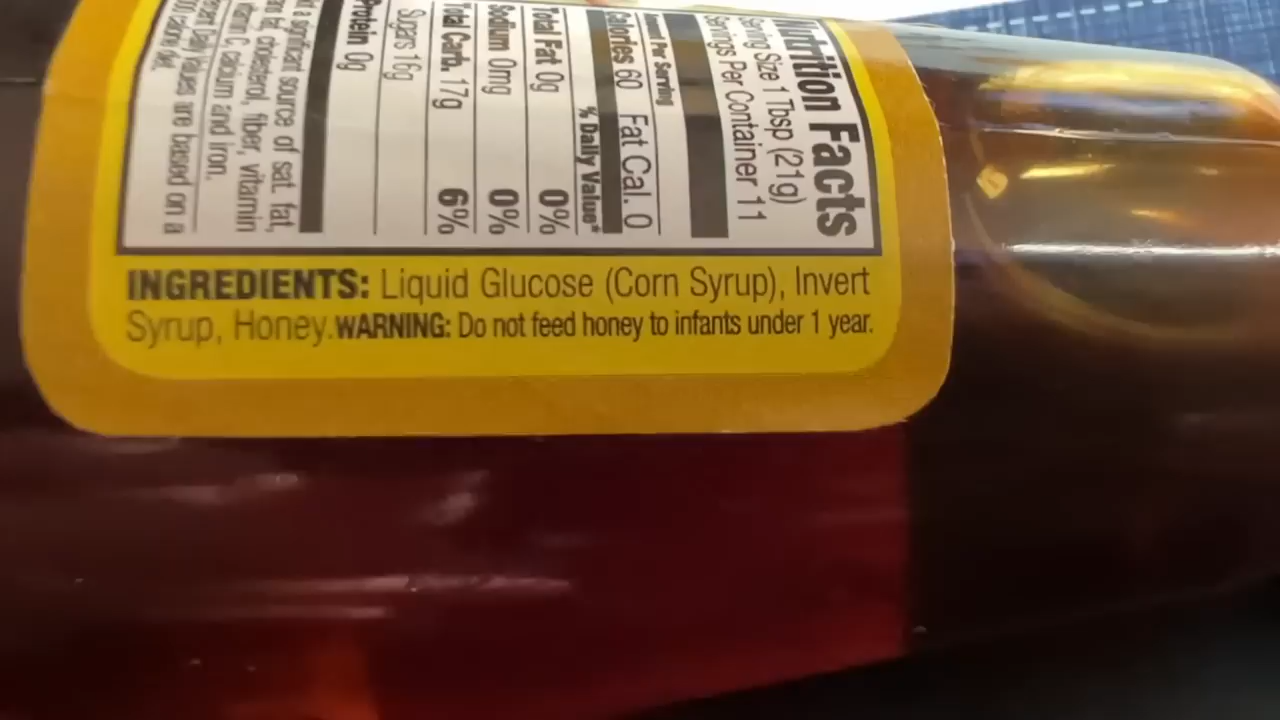 Nutrition Facts
Serving Size 1 Tbsp (21g)
Servings Per Container 11
Amount Per Serving
Calories 60 Fat Cal. 0
% Daily Value*
Total Fat 0g 0%
Sodium 0mg 0%
Total Carb. 17g 6%
Sugars 16g
Protein 0g
a significant source of sat. fat,
fat, cholesterol, fiber, vitamin
vitamin C, calcium and iron.
Daily Values are based on a
calorie diet.
INGREDIENTS: Liquid Glucose (Corn Syrup), Invert
Syrup, Honey.WARNING: Do not feed honey to infants under 1 year.